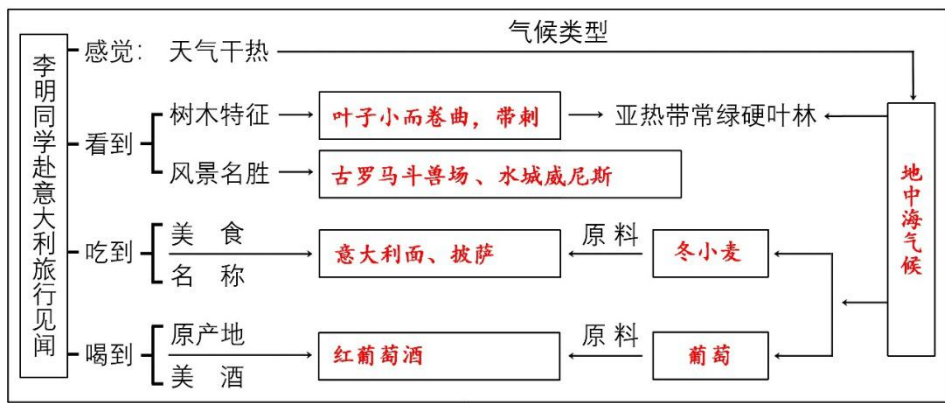 李明同学赴意大利旅行见闻
气候类型
感觉： 天气干热
看到
树木特征
叶子小而卷曲，带刺
亚热带常绿硬叶林
风景名胜
古罗马斗兽场、水城威尼斯
地中海气候
吃到
美 食
名 称
意大利面、披萨
原 料
冬小麦
喝到
原产地
美 酒
红葡萄酒
原 料
葡萄